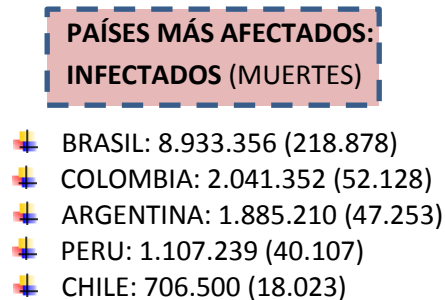 PAÍSES MÁS AFECTADOS:
INFECTADOS (MUERTES)
BRASIL: 8.933.356 (218.878)
COLOMBIA: 2.041.352 (52.128)
ARGENTINA: 1.885.210 (47.253)
PERU: 1.107.239 (40.107)
CHILE: 706.500 (18.023)